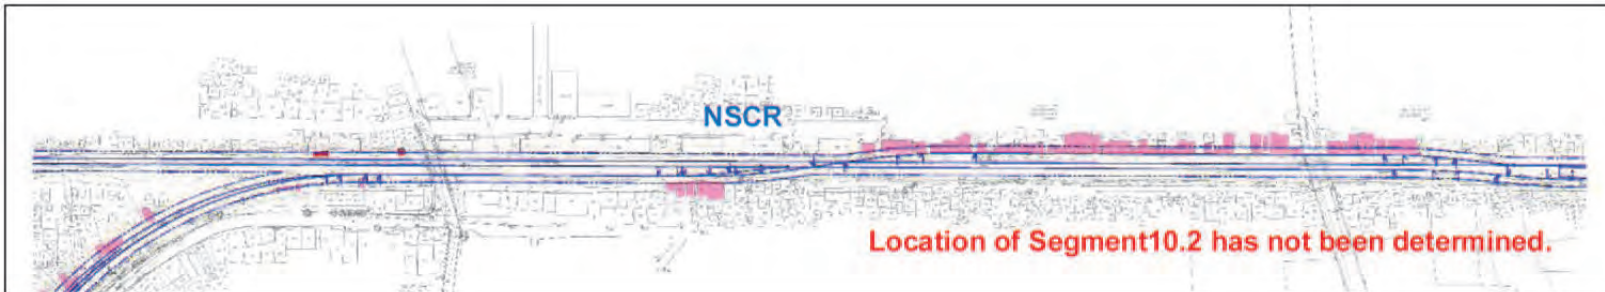 NSCR
Location of Segment10.2 has not been determined.